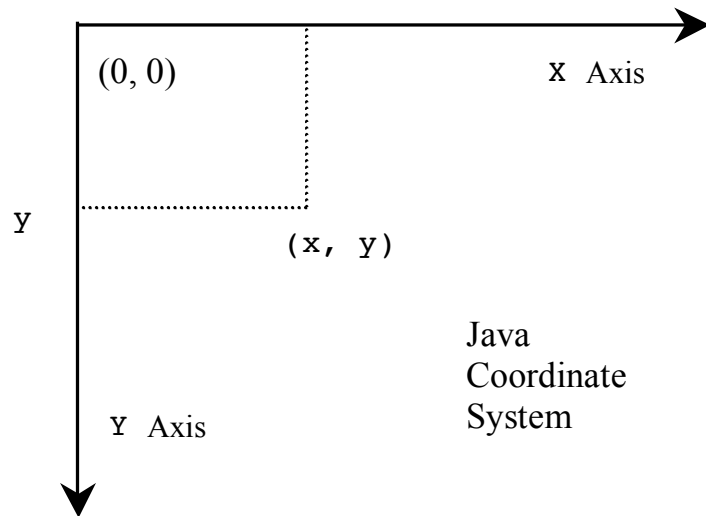 (0, 0)
x Axis
y
(x, y)
Java
Coordinate
System
Y Axis